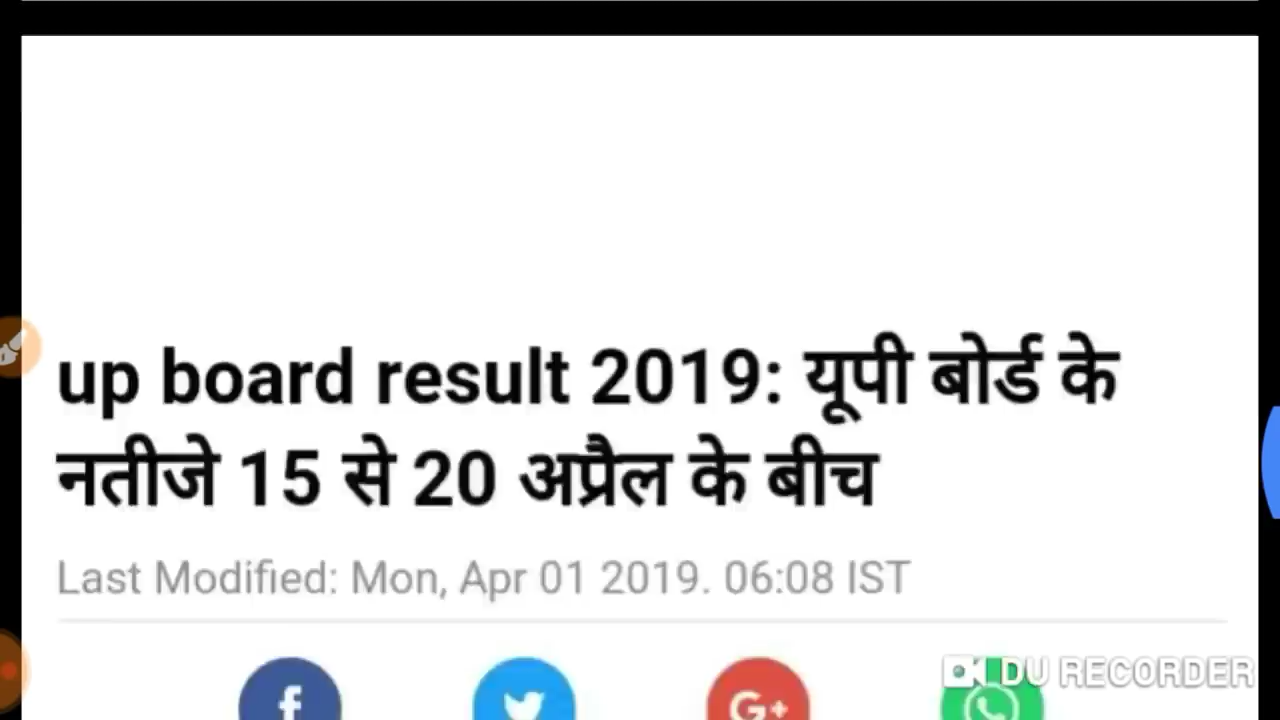 up board result 2019: यूपी बोर्ड के
नतीजे 15 से 20 अप्रैल के बीच
Last Modified: Mon, Apr 01 2019. 06:08 IST
f
G+
DU RECORDER